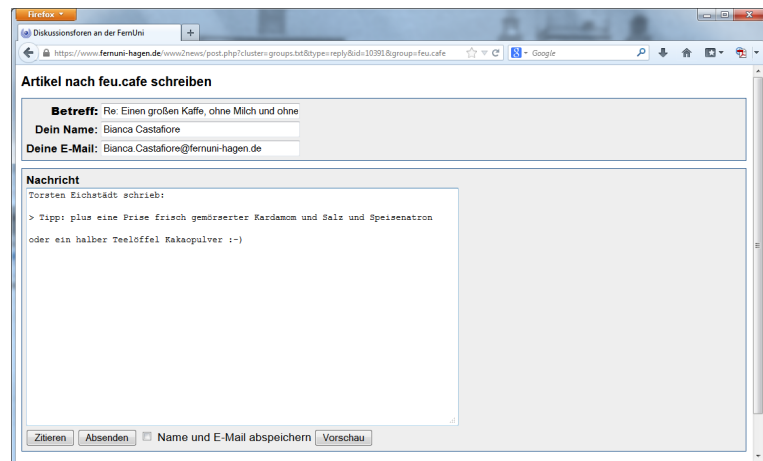 Firefox
Diskussionsforen an der FernUni
https://www.fernuni-hagen.de/www2news/post.php?cluster=groups.txt&type=reply&id=10391&group=feu.cafe
Google
Artikel nach feu.cafe schreiben
Betreff: Re: Einen großen Kaffe, ohne Milch und ohne
Dein Name: Bianca Castafiore
Deine E-Mail: Bianca.Castafiore@fernuni-hagen.de
Nachricht
Torsten Eichstädt schrieb:
> Tipp: plus eine Prise frisch gemörserter Kardamom und Salz und Speisenatron
oder ein halber Teelöffel Kakaopulver :-)
Zitieren Absenden Name und E-Mail abspeichern Vorschau